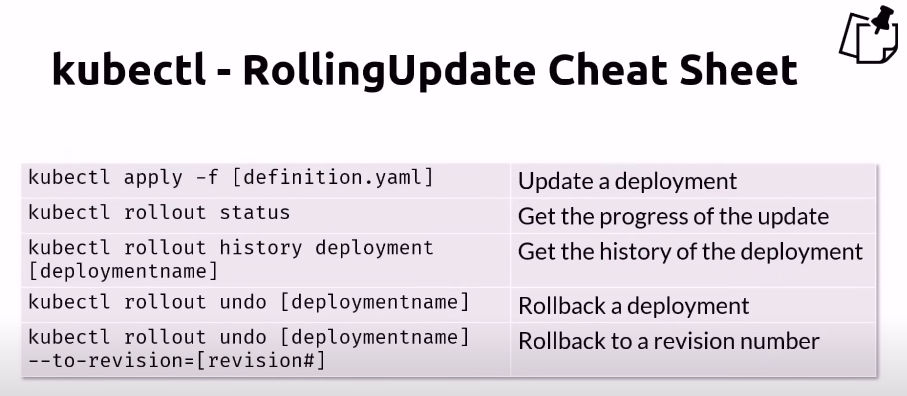 kubectl - RollingUpdate Cheat Sheet
kubectl apply -f [definition.yaml]
Update a deployment
kubectl rollout status
Get the progress of the update
kubectl rollout history deployment
[deploymentname]
Get the history of the deployment
kubectl rollout undo [deploymentname]
Rollback a deployment
kubectl rollout undo [deploymentname]
--to-revision=[revision#]
Rollback to a revision number